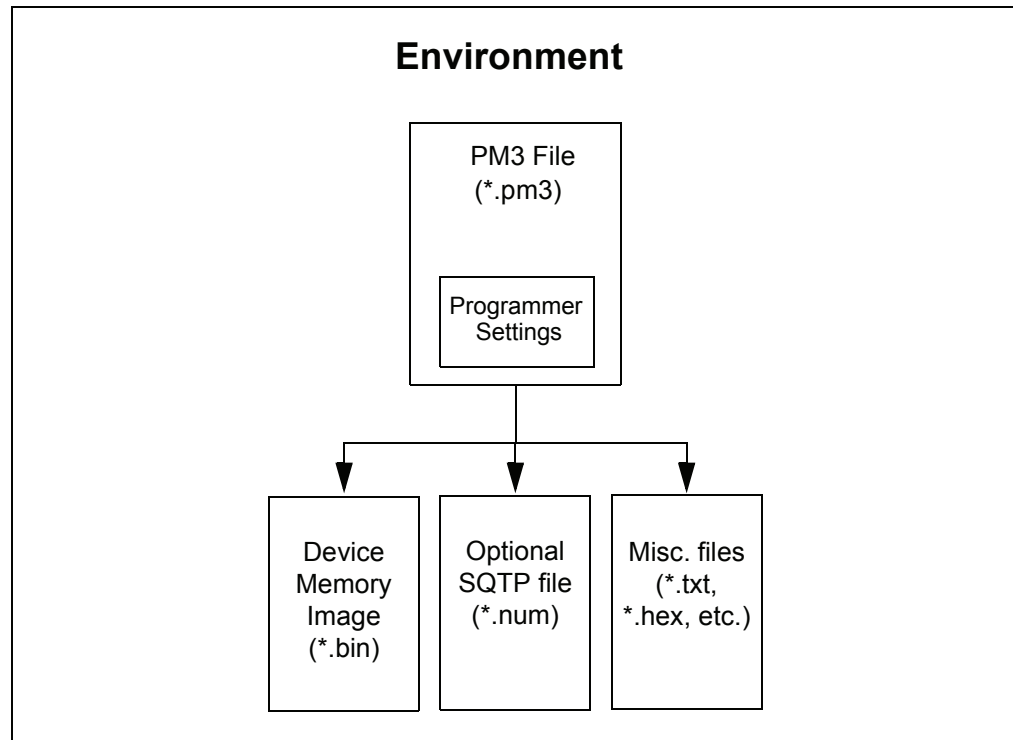 Environment
PM3 File
(*.pm3)
Programmer
Settings
Device
Memory
Image
(*.bin)
Optional
SQTP file
(*.num)
Misc. files
(*.txt,
*.hex, etc.)